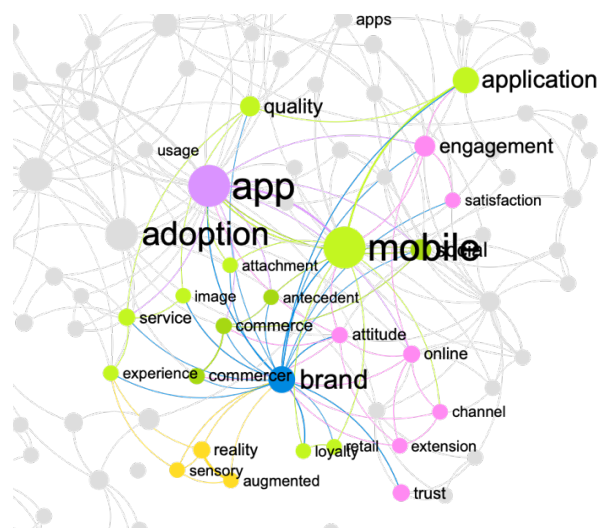 apps
application
quality
engagement
usage
app
satisfaction
adoption
mobile
social
attachment
image
antecedent
service
commerce
attitude
online
experience
commercer
brand
channel
reality
loyalty
retail
extension
sensory
augmented
trust